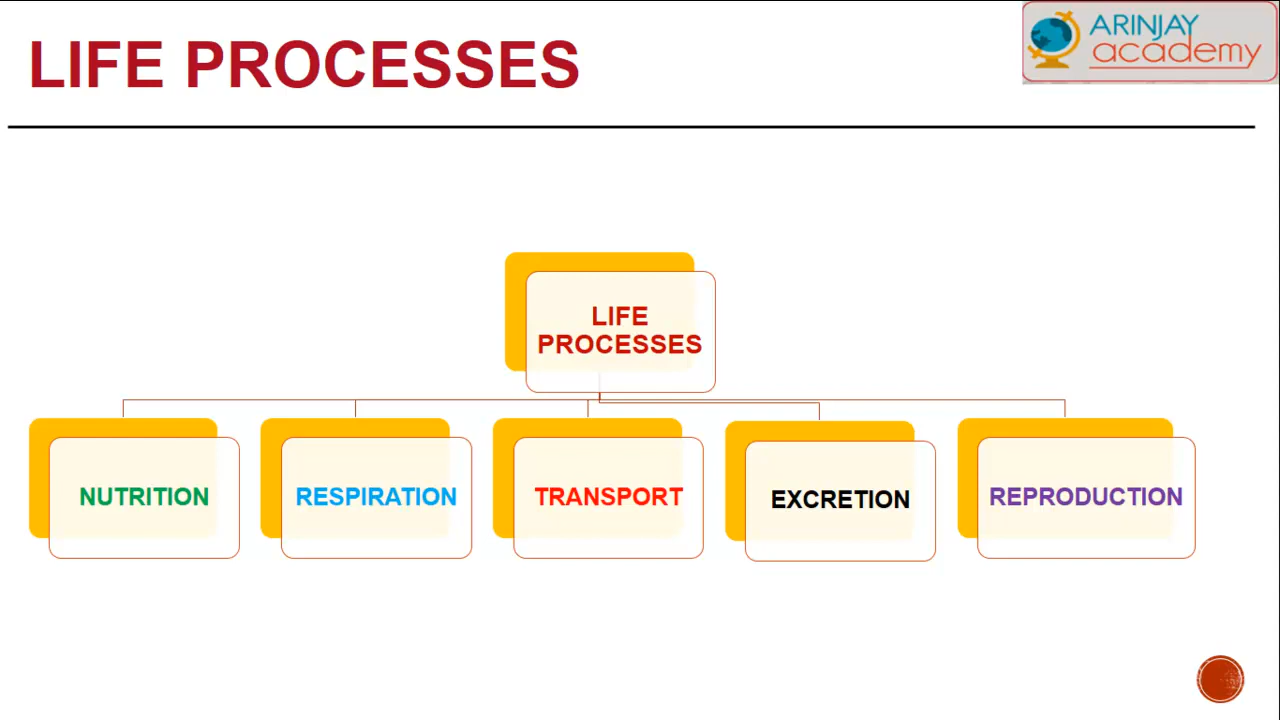 LIFE PROCESSES
ARINJAY
academy
LIFE
PROCESSES
NUTRITION
RESPIRATION
TRANSPORT
EXCRETION
REPRODUCTION